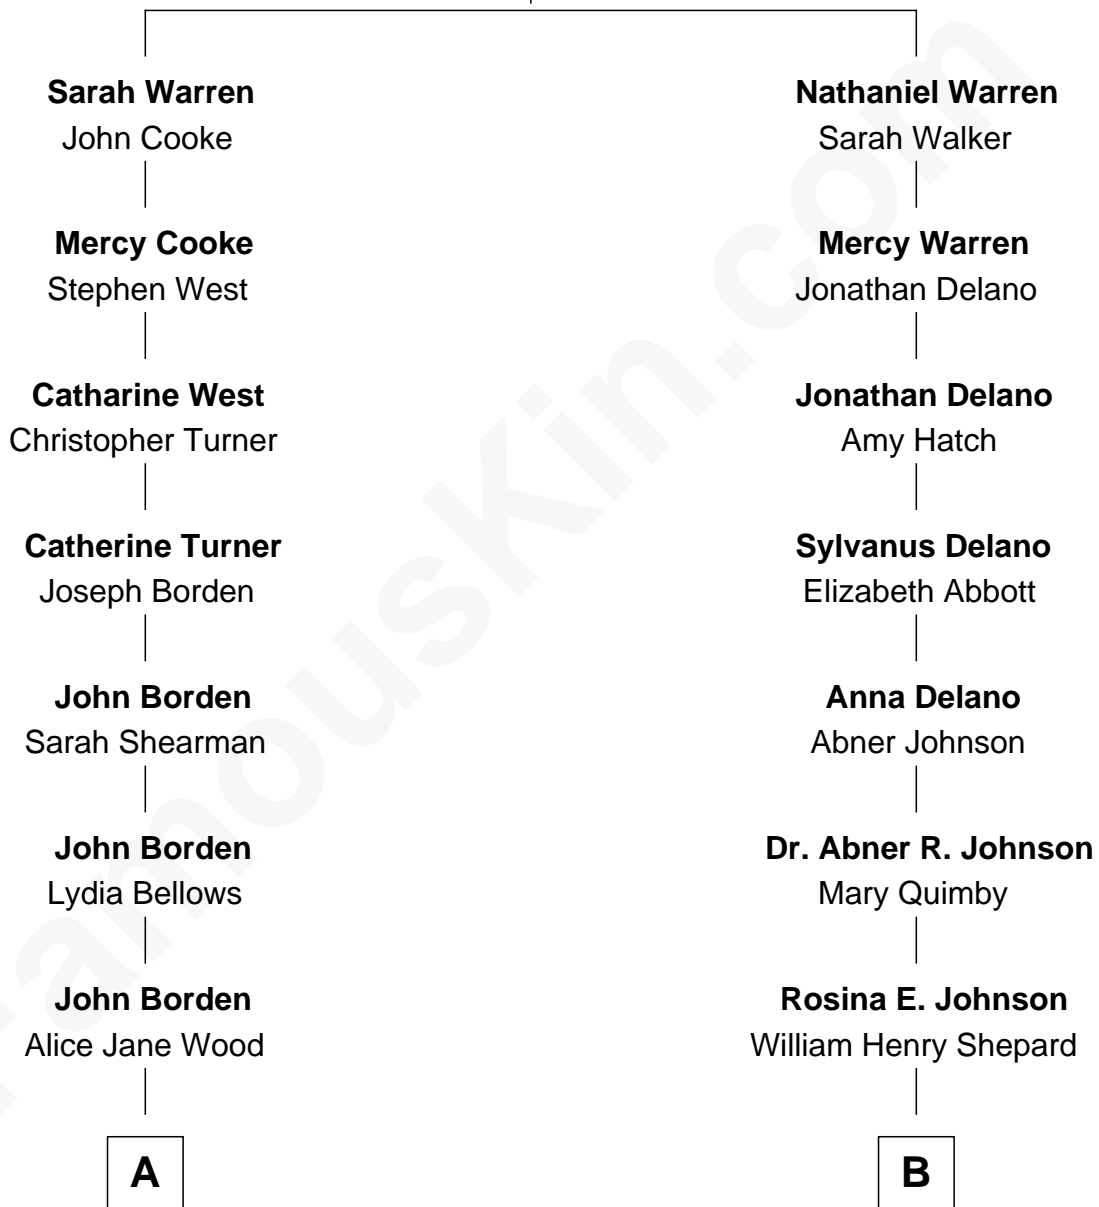 Sarah Warren
John Cooke
Mercy Cooke
Stephen West
Catharine West
Christopher Turner
Catherine Turner
Joseph Borden
John Borden
Sarah Shearman
John Borden
Lydia Bellows
John Borden
Alice Jane Wood
A
Nathaniel Warren
Sarah Walker
Mercy Warren
Jonathan Delano
Jonathan Delano
Amy Hatch
Sylvanus Delano
Elizabeth Abbott
Anna Delano
Abner Johnson
Dr. Abner R. Johnson
Mary Quimby
Rosina E. Johnson
William Henry Shepard
B
FamousKin.com